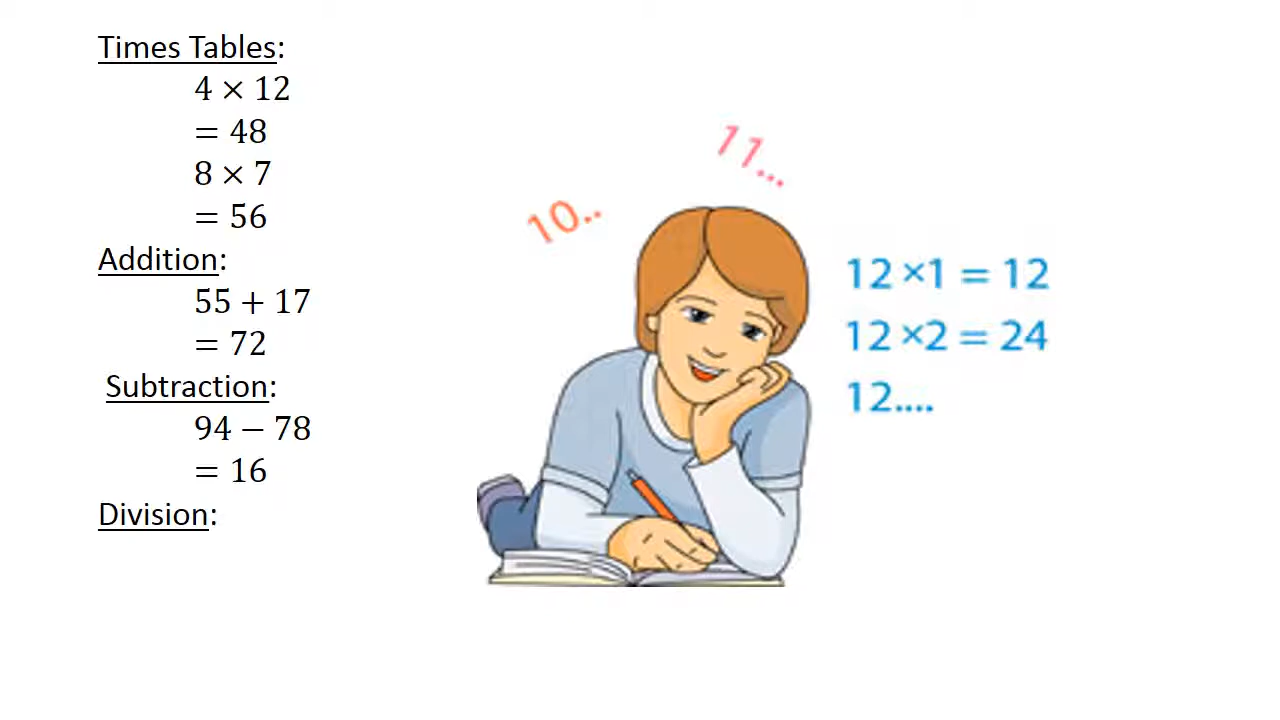 Times Tables:
4 × 12
= 48
8 × 7
= 56
Addition:
55 + 17
= 72
Subtraction:
94 − 78
= 16
Division:
10..
11...
12 ×1 = 12
12 ×2 = 24
12....